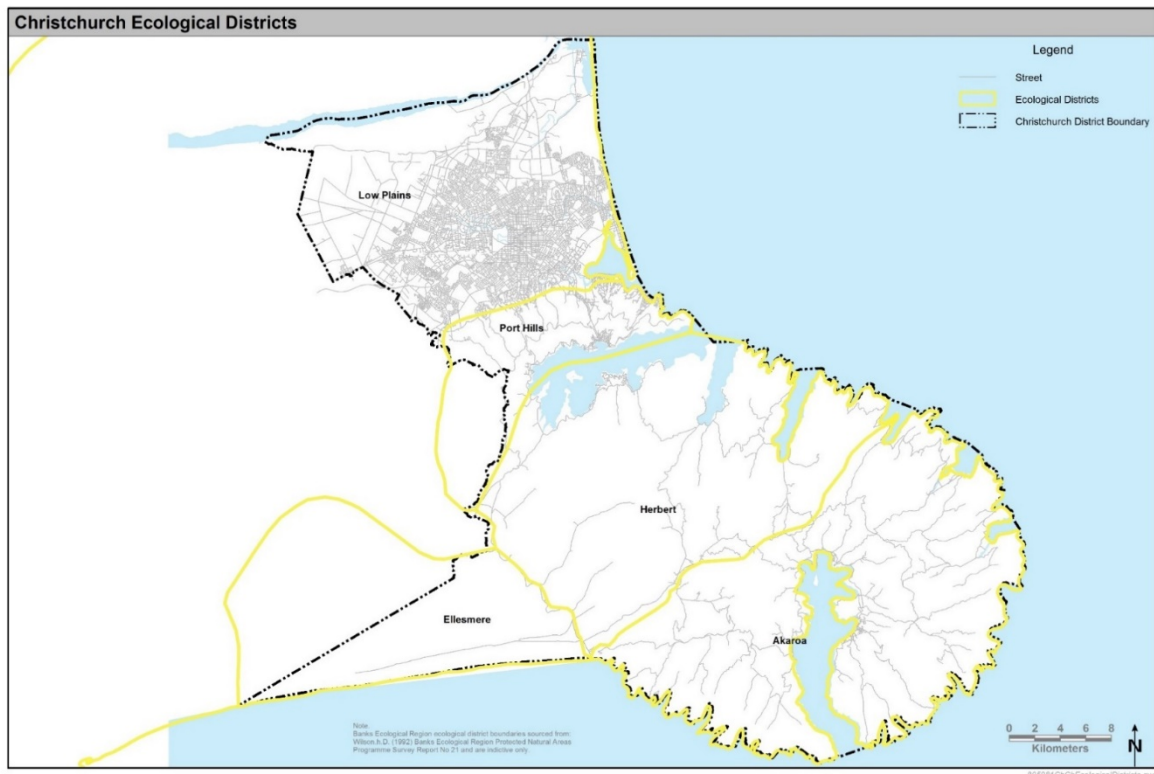 Christchurch Ecological Districts
Legend
Street
Ecological Districts
Christchurch District Boundary
Low Plains
Port Hills
Herbert
Ellesmere
Akaroa
Note:
Banks Ecological Region ecological district boundaries sourced from:
Wilson.h.D. (1992) Banks Ecological Region Protected Natural Areas
Programme Survey Report No 21 and are indictive only.
0 2 4 6 8
Kilometers
N